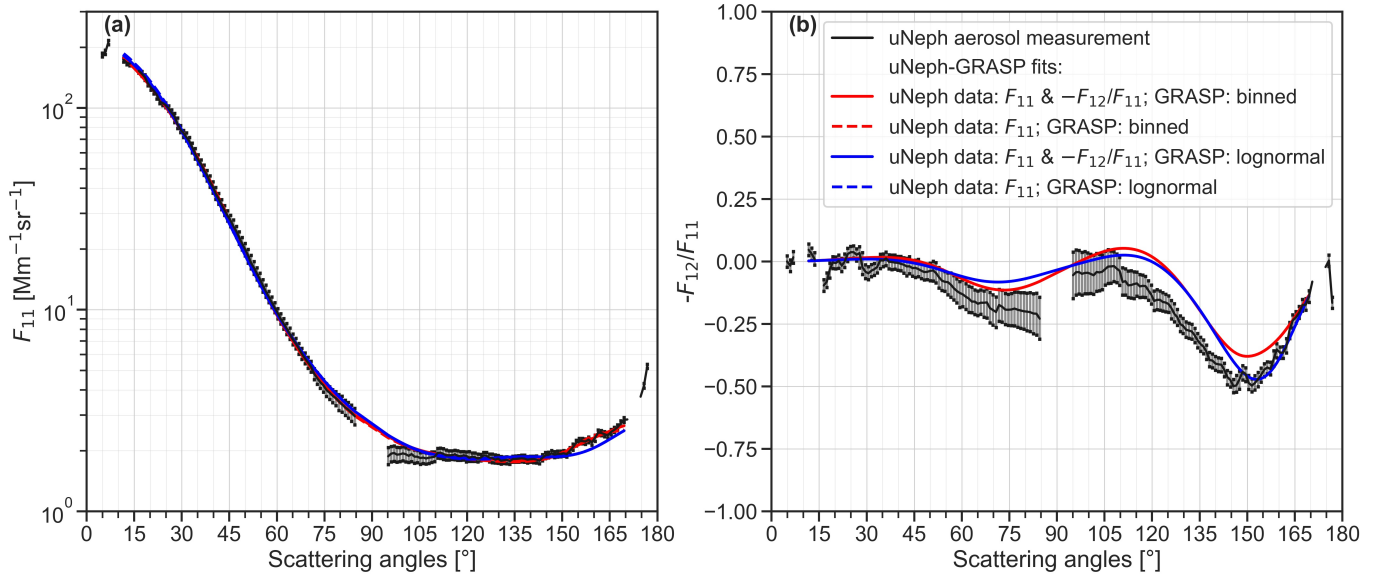 (a)
10²
10¹
10⁰
F₁₁ [Mm⁻¹sr⁻¹]
0 15 30 45 60 75 90 105 120 135 150 165 180
Scattering angles [°]
(b)
uNeph aerosol measurement
uNeph-GRASP fits:
uNeph data: F₁₁ & −F₁₂/F₁₁; GRASP: binned
uNeph data: F₁₁; GRASP: binned
uNeph data: F₁₁ & −F₁₂/F₁₁; GRASP: lognormal
uNeph data: F₁₁; GRASP: lognormal
1.00
0.75
0.50
0.25
0.00
−0.25
−0.50
−0.75
−1.00
-F₁₂/F₁₁
0 15 30 45 60 75 90 105 120 135 150 165 180
Scattering angles [°]